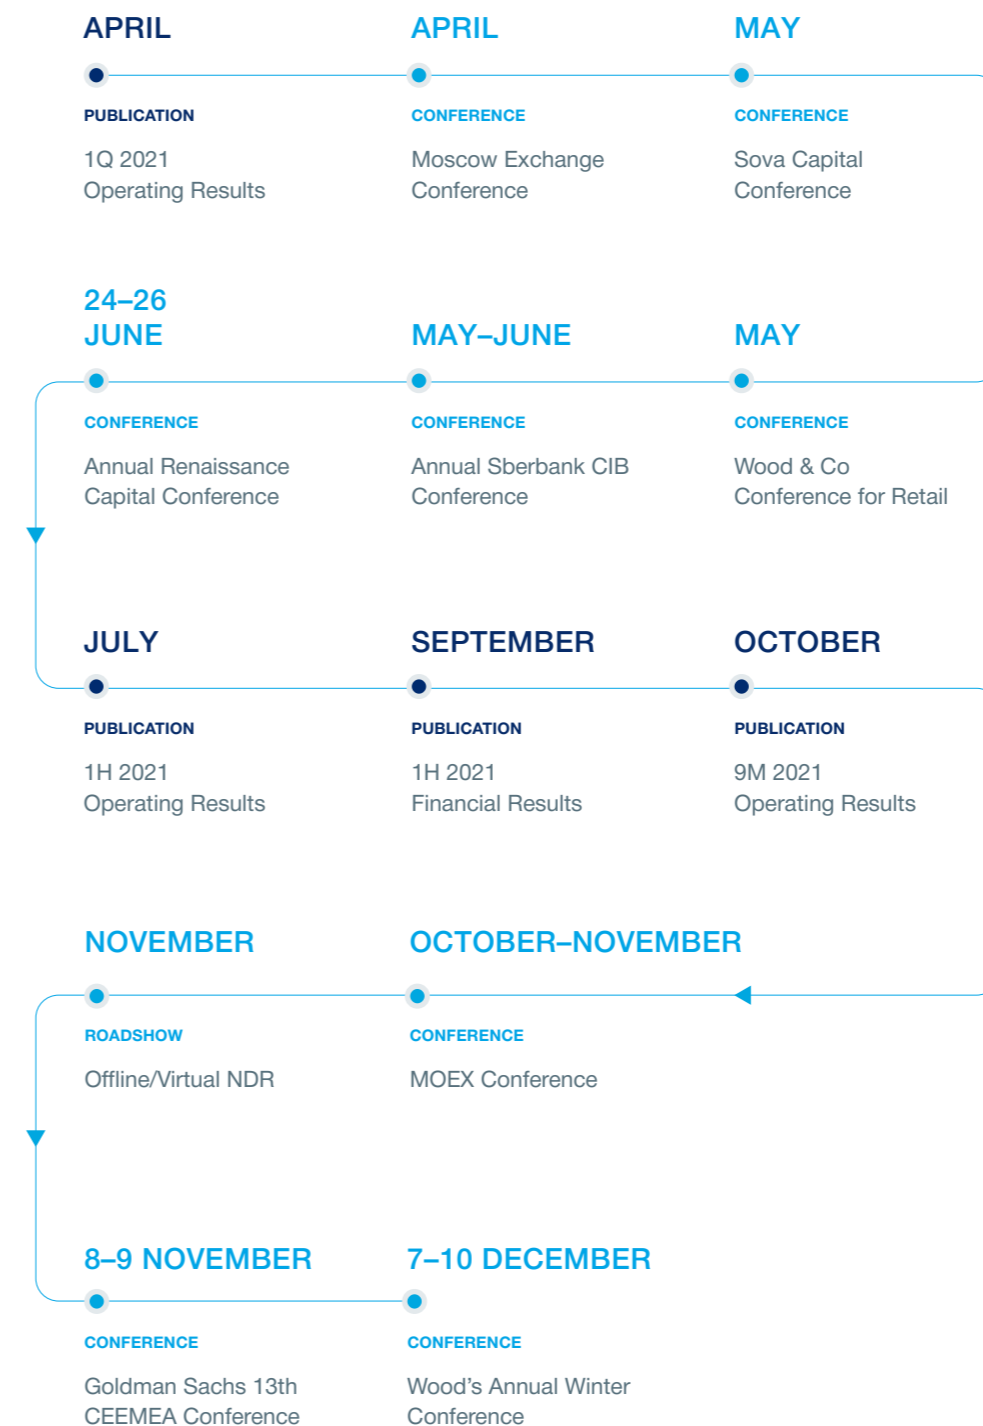 APRIL
PUBLICATION
1Q 2021
Operating Results
APRIL
CONFERENCE
Moscow Exchange
Conference
MAY
CONFERENCE
Sova Capital
Conference
24–26
JUNE
CONFERENCE
Annual Renaissance
Capital Conference
MAY–JUNE
CONFERENCE
Annual Sberbank CIB
Conference
MAY
CONFERENCE
Wood & Co
Conference for Retail
JULY
PUBLICATION
1H 2021
Operating Results
SEPTEMBER
PUBLICATION
1H 2021
Financial Results
OCTOBER
PUBLICATION
9M 2021
Operating Results
NOVEMBER
ROADSHOW
Offline/Virtual NDR
OCTOBER–NOVEMBER
CONFERENCE
MOEX Conference
8–9 NOVEMBER
CONFERENCE
Goldman Sachs 13th
CEEMEA Conference
7–10 DECEMBER
CONFERENCE
Wood’s Annual Winter
Conference